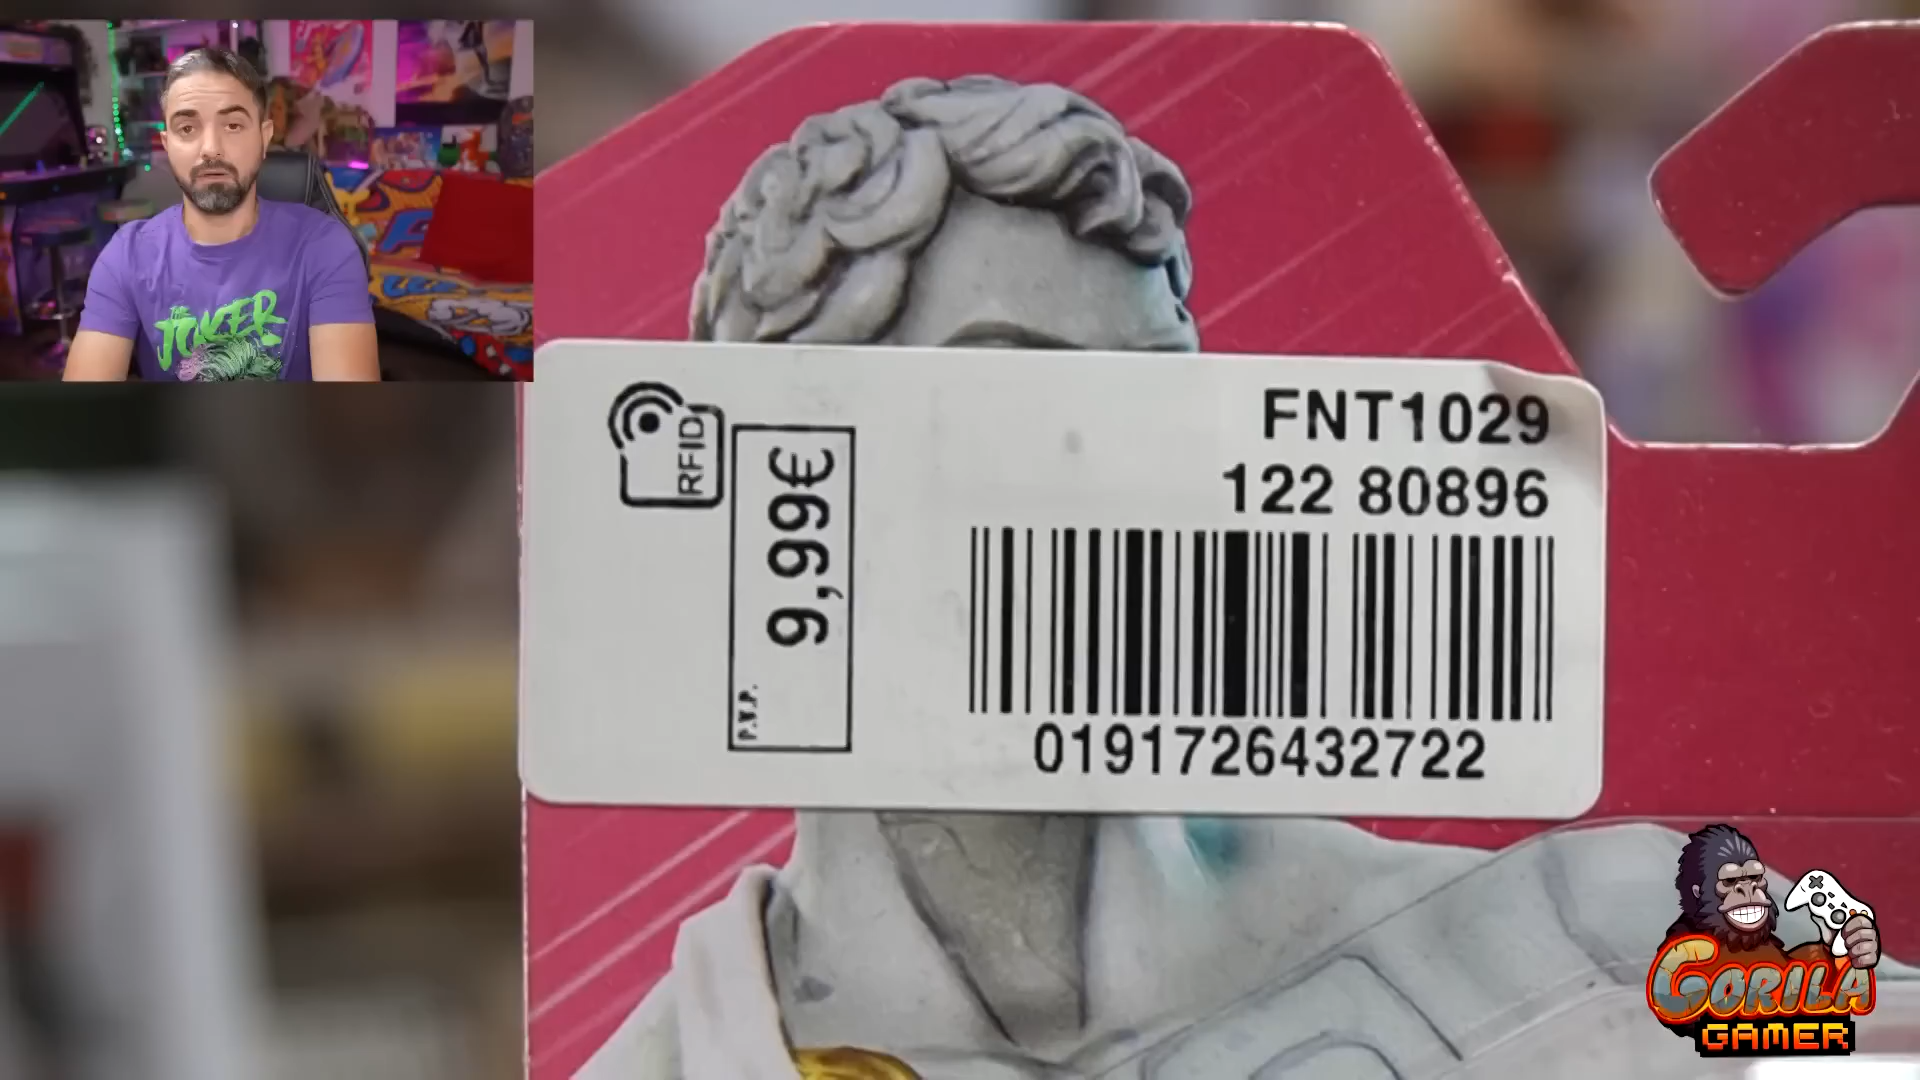 THE
JOKER
RFID
9,99€
P.V.P.
FNT1029
122 80896
0191726432722
GORILA
GAMER